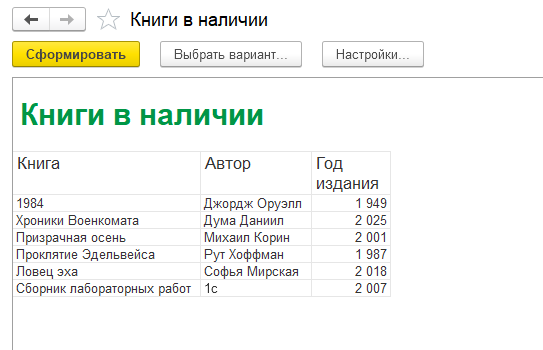 Книги в наличии
Сформировать Выбрать вариант... Настройки...
Книги в наличии
Книга Автор Год издания
1984 Джордж Оруэлл 1 949
Хроники Военкомата Дума Даниил 2 025
Призрачная осень Михаил Корин 2 001
Проклятие Эдельвейса Рут Хоффман 1 987
Ловец эха Софья Мирская 2 018
Сборник лабораторных работ 1с 2 007